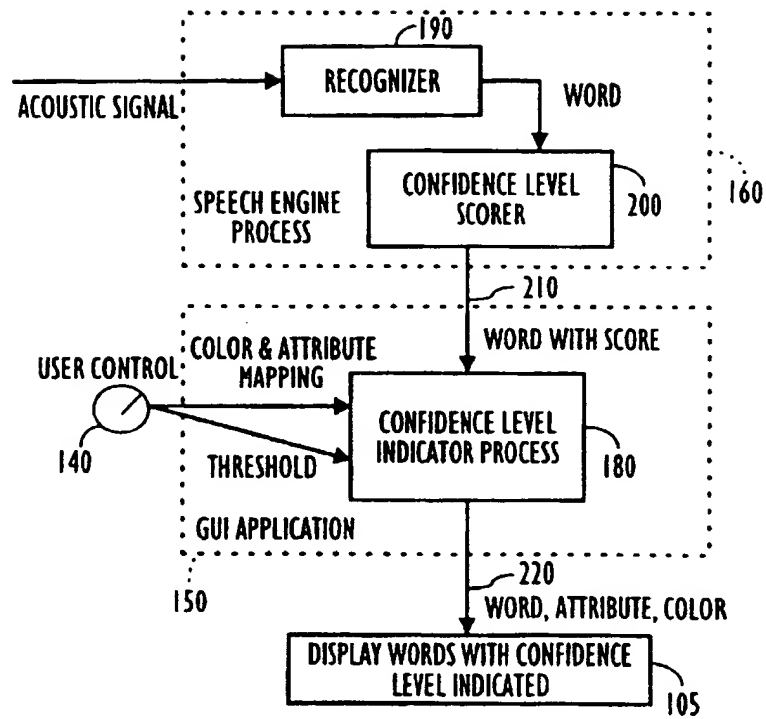 190
RECOGNIZER
ACOUSTIC SIGNAL
WORD
CONFIDENCE LEVEL
SCORER
200
160
SPEECH ENGINE
PROCESS
210
WORD WITH SCORE
COLOR & ATTRIBUTE
MAPPING
USER CONTROL
140
THRESHOLD
CONFIDENCE LEVEL
INDICATOR PROCESS
180
GUI APPLICATION
150
220
WORD, ATTRIBUTE, COLOR
DISPLAY WORDS WITH CONFIDENCE
LEVEL INDICATED
105